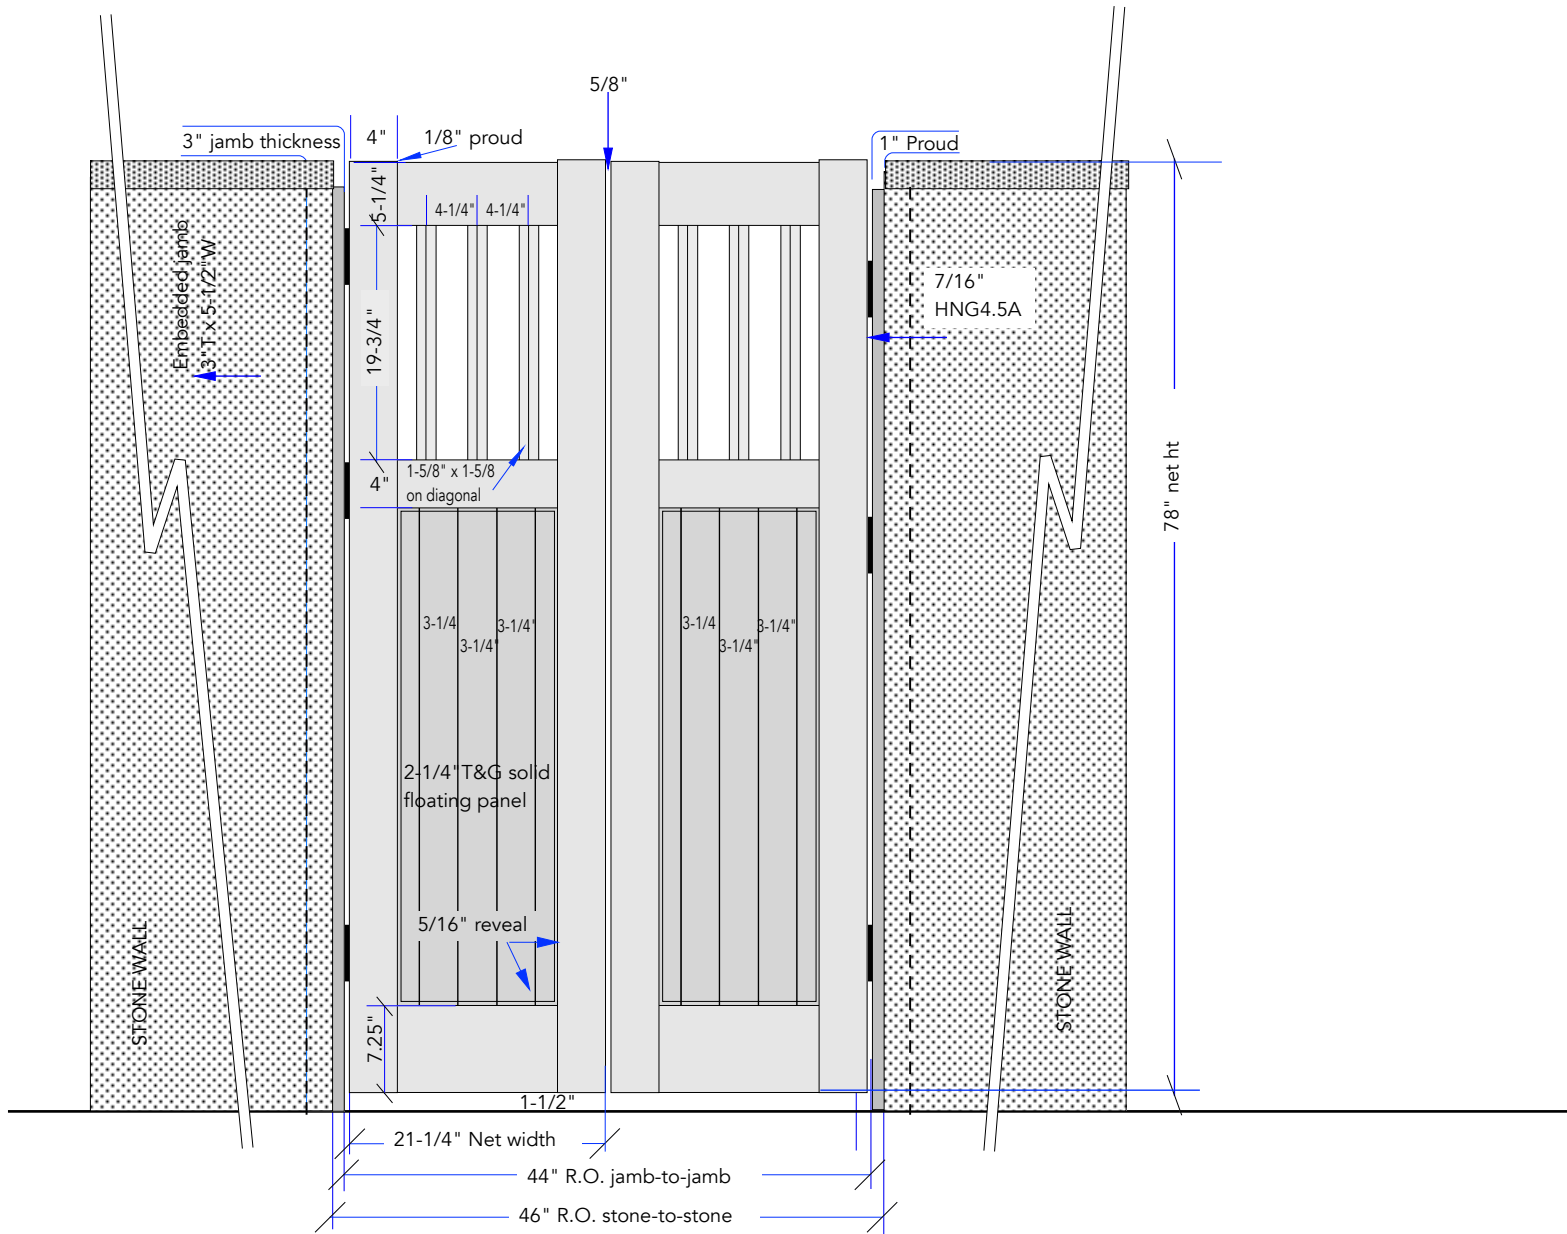 5/8"
3" jamb thickness
4"
1/8" proud
1" Proud
5-1/4"
4-1/4"
4-1/4"
Embedded jamb
3"T x 5-1/2"W
7/16"
HNG4.5A
19-3/4"
1-5/8" x 1-5/8
on diagonal
4"
78" net ht
3-1/4
3-1/4"
3-1/4"
3-1/4
3-1/4"
3-1/4"
2-1/4"T&G solid
floating panel
5/16" reveal
STONE WALL
STONE WALL
7.25"
1-1/2"
21-1/4" Net width
44" R.O. jamb-to-jamb
46" R.O. stone-to-stone